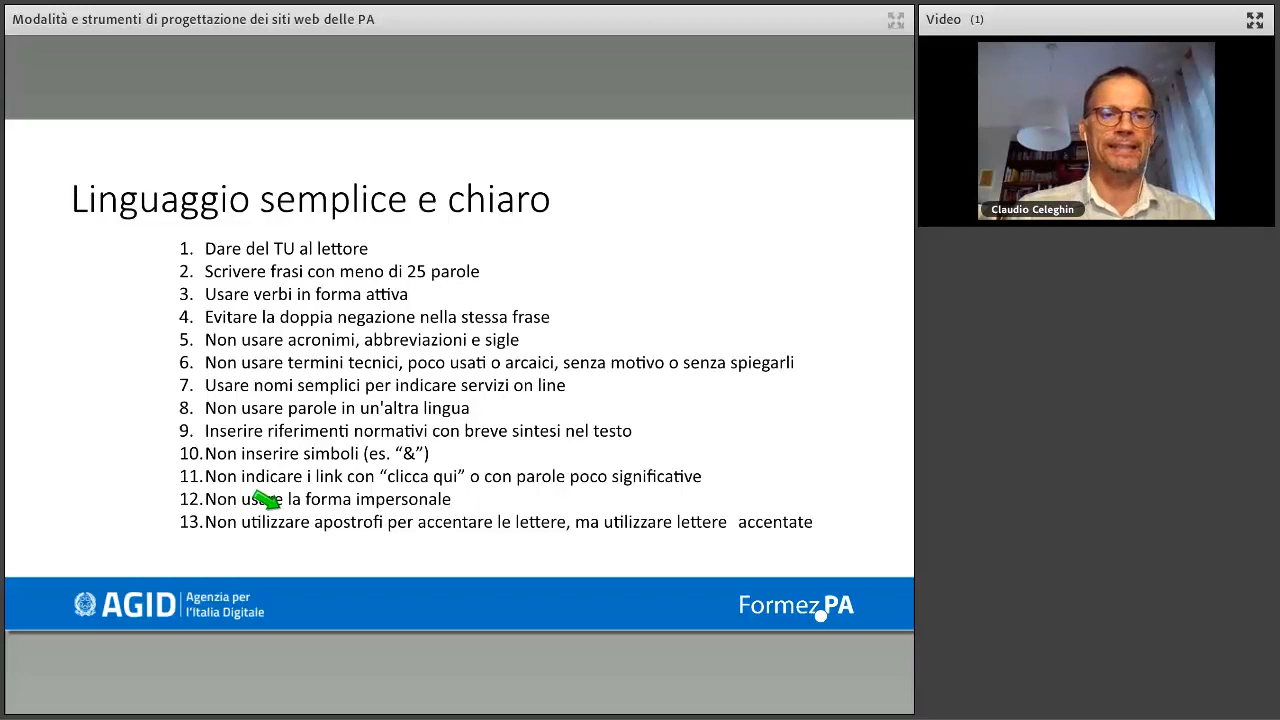 Modalità e strumenti di progettazione dei siti web delle PA
Video (1)
Claudio Celeghin
Linguaggio semplice e chiaro
1. Dare del TU al lettore
2. Scrivere frasi con meno di 25 parole
3. Usare verbi in forma attiva
4. Evitare la doppia negazione nella stessa frase
5. Non usare acronimi, abbreviazioni e sigle
6. Non usare termini tecnici, poco usati o arcaici, senza motivo o senza spiegarli
7. Usare nomi semplici per indicare servizi on line
8. Non usare parole in un'altra lingua
9. Inserire riferimenti normativi con breve sintesi nel testo
10. Non inserire simboli (es. “&”)
11. Non indicare i link con “clicca qui” o con parole poco significative
12. Non usare la forma impersonale
13. Non utilizzare apostrofi per accentare le lettere, ma utilizzare lettere accentate
AGID Agenzia per
l'Italia Digitale
Formez PA